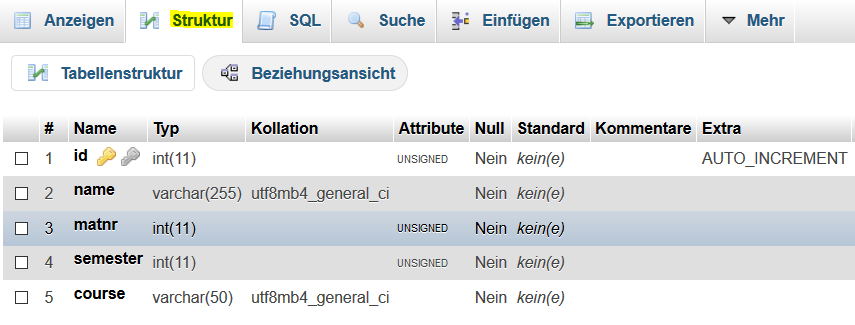 Anzeigen Struktur SQL Suche Einfügen Exportieren Mehr
Tabellenstruktur Beziehungsansicht
# Name Typ Kollation Attribute Null Standard Kommentare Extra
1 id int(11) UNSIGNED Nein kein(e) AUTO_INCREMENT
2 name varchar(255) utf8mb4_general_ci Nein kein(e)
3 matnr int(11) UNSIGNED Nein kein(e)
4 semester int(11) UNSIGNED Nein kein(e)
5 course varchar(50) utf8mb4_general_ci Nein kein(e)